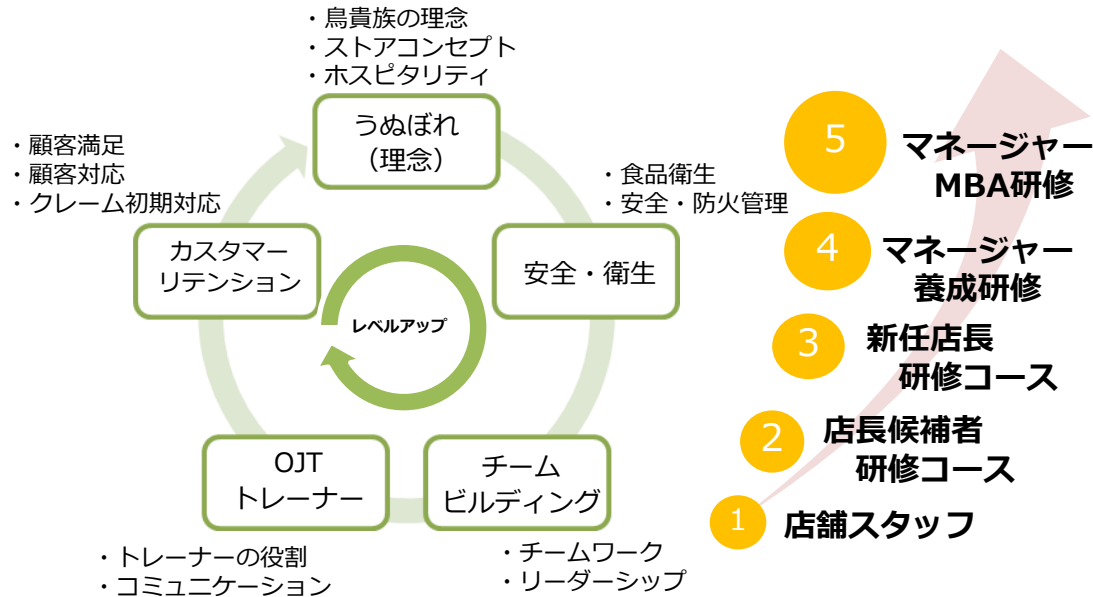 ・鳥貴族の理念
・ストアコンセプト
・ホスピタリティ
うぬぼれ
（理念）
・食品衛生
・安全・防火管理
安全・衛生
チーム
ビルディング
・チームワーク
・リーダーシップ
OJT
トレーナー
・トレーナーの役割
・コミュニケーション
・顧客満足
・顧客対応
・クレーム初期対応
カスタマー
リテンション
レベルアップ
5
マネージャー
MBA研修
4
マネージャー
養成研修
3
新任店長
研修コース
2
店長候補者
研修コース
1
店舗スタッフ